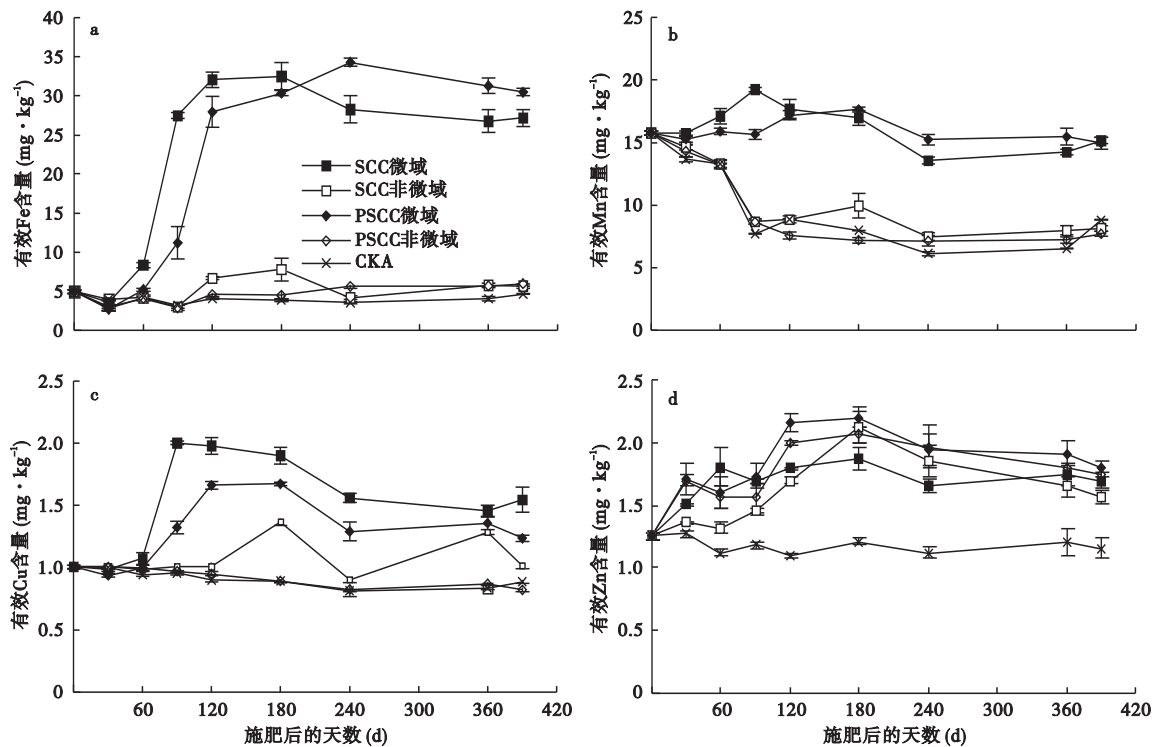 a
有效Fe含量 (mg·kg⁻¹)
40
35
30
25
20
15
10
5
0
SCC微域
SCC非微域
PSCC微域
PSCC非微域
CKA
b
有效Mn含量 (mg·kg⁻¹)
25
20
15
10
5
0
c
有效Cu含量 (mg·kg⁻¹)
2.5
2.0
1.5
1.0
0.5
0
60 120 180 240 300 360 420
施肥后的天数 (d)
d
有效Zn含量 (mg·kg⁻¹)
2.5
2.0
1.5
1.0
0.5
0
60 120 180 240 300 360 420
施肥后的天数 (d)